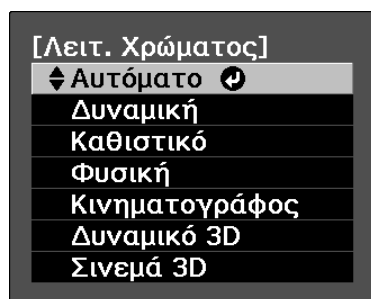 [Λειτ. Χρώματος]
Αυτόματο
Δυναμική
Καθιστικό
Φυσική
Κινηματογράφος
Δυναμικό 3D
Σινεμά 3D